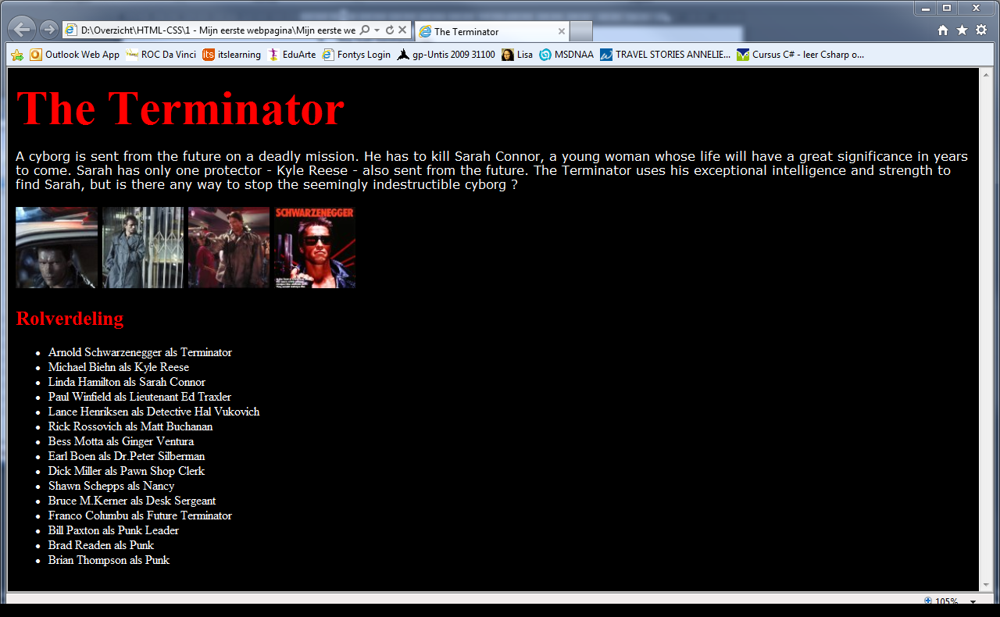 D:\Overzicht\HTML-CSS\1 - Mijn eerste webpagina\Mijn eerste we
The Terminator
Outlook Web App
ROC Da Vinci
its itslearning
EduArte
Fontys Login
gp-Untis 2009 31100
Lisa
MSDNAA
TRAVEL STORIES ANNELIE...
Cursus C# - leer Csharp o...
The Terminator
A cyborg is sent from the future on a deadly mission. He has to kill Sarah Connor, a young woman whose life will have a great significance in years
to come. Sarah has only one protector - Kyle Reese - also sent from the future. The Terminator uses his exceptional intelligence and strength to
find Sarah, but is there any way to stop the seemingly indestructible cyborg ?
SCHWARZENEGGER
Rolverdeling
• Arnold Schwarzenegger als Terminator
• Michael Biehn als Kyle Reese
• Linda Hamilton als Sarah Connor
• Paul Winfield als Lieutenant Ed Traxler
• Lance Henriksen als Detective Hal Vukovich
• Rick Rossovich als Matt Buchanan
• Bess Motta als Ginger Ventura
• Earl Boen als Dr.Peter Silberman
• Dick Miller als Pawn Shop Clerk
• Shawn Schepps als Nancy
• Bruce M.Kerner als Desk Sergeant
• Franco Columbu als Future Terminator
• Bill Paxton als Punk Leader
• Brad Readen als Punk
• Brian Thompson als Punk
105%